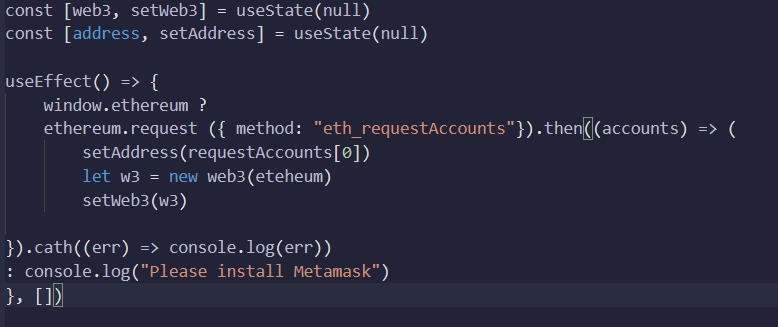 const [web3, setWeb3] = useState(null)
const [address, setAddress] = useState(null)
useEffect() => {
window.ethereum ?
ethereum.request ({ method: "eth_requestAccounts"}).then((accounts) => (
setAddress(requestAccounts[0])
let w3 = new web3(eteheum)
setWeb3(w3)
}).cath((err) => console.log(err))
: console.log("Please install Metamask")
}, [])